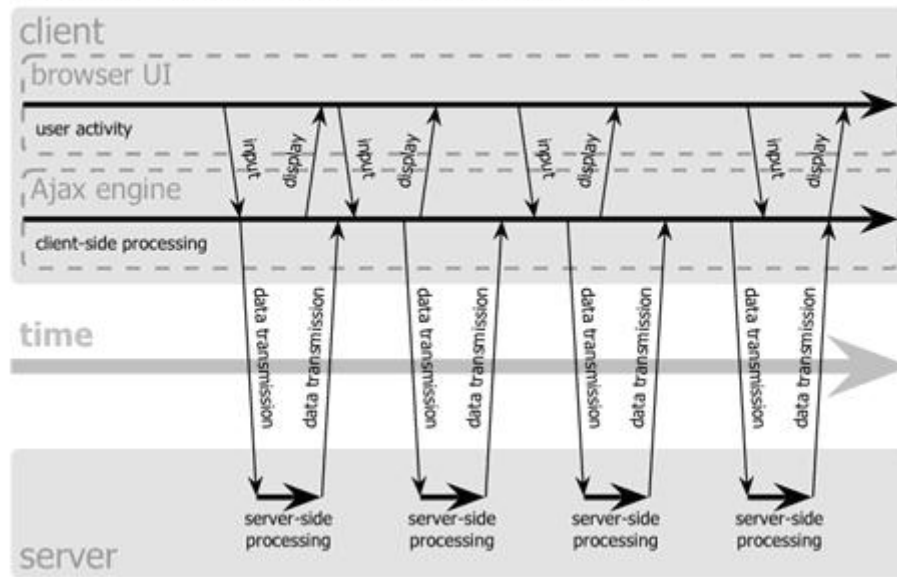 client
browser UI
user activity
input
display
input
display
input
display
input
display
Ajax engine
client-side processing
data transmission
data transmission
data transmission
data transmission
data transmission
data transmission
data transmission
data transmission
time
server-side
processing
server-side
processing
server-side
processing
server-side
processing
server